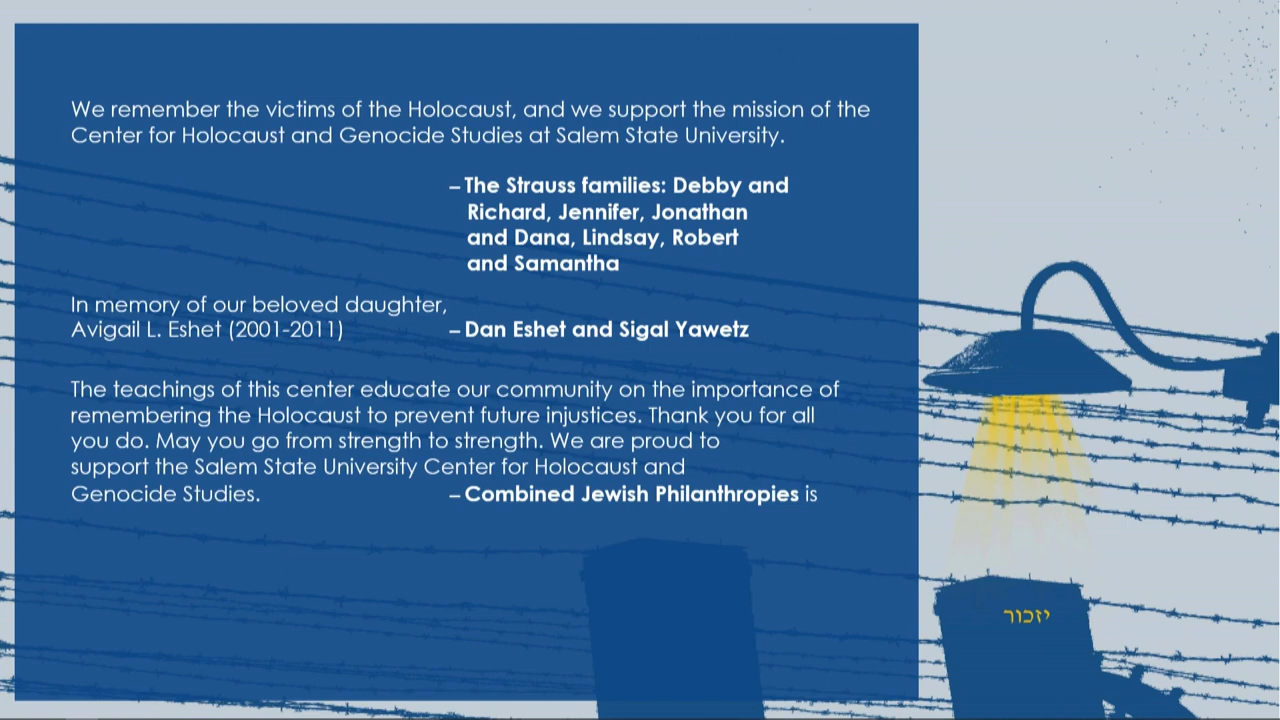 We remember the victims of the Holocaust, and we support the mission of the
Center for Holocaust and Genocide Studies at Salem State University.
– The Strauss families: Debby and
Richard, Jennifer, Jonathan
and Dana, Lindsay, Robert
and Samantha
In memory of our beloved daughter,
Avigail L. Eshet (2001-2011) – Dan Eshet and Sigal Yawetz
The teachings of this center educate our community on the importance of
remembering the Holocaust to prevent future injustices. Thank you for all
you do. May you go from strength to strength. We are proud to
support the Salem State University Center for Holocaust and
Genocide Studies. – Combined Jewish Philanthropies is
יזכור